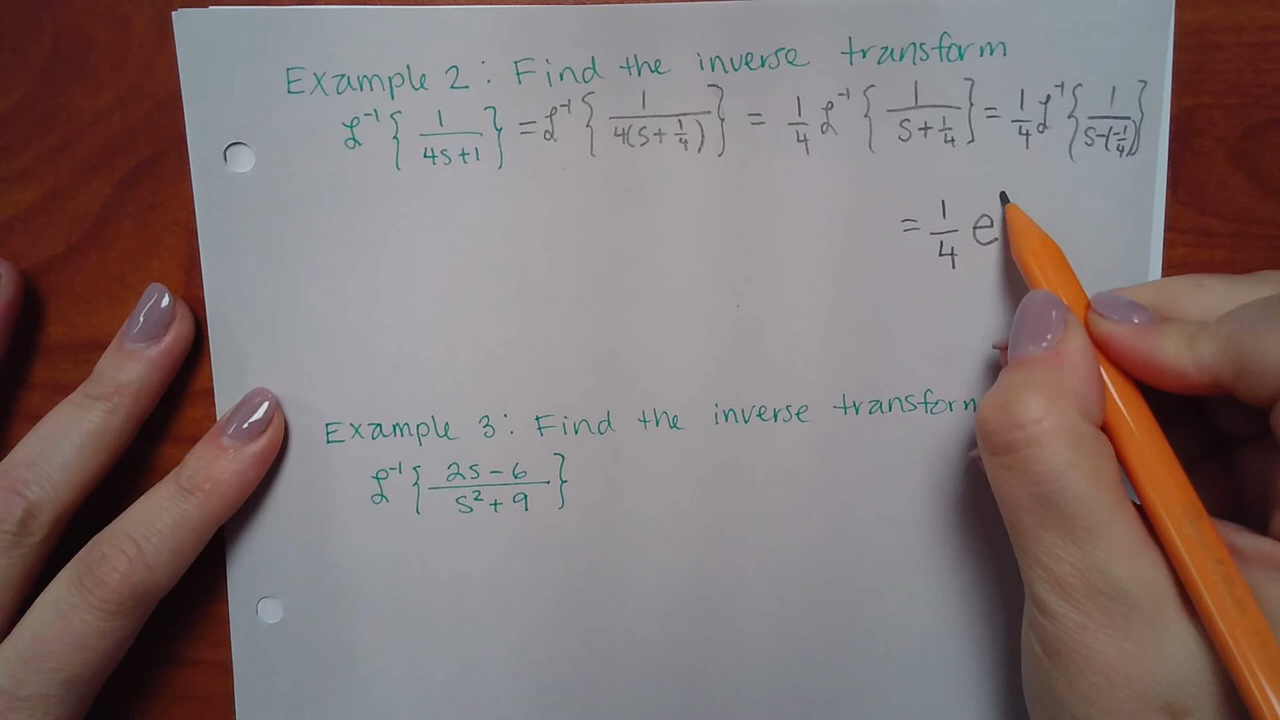 Example 2: Find the inverse transform
ℒ⁻¹{ 1/(4s+1) } = ℒ⁻¹{ 1/(4(s+1/4)) } = 1/4 ℒ⁻¹{ 1/(s+1/4) } = 1/4 ℒ⁻¹{ 1/(s-(-1/4)) }
= 1/4 e
Example 3: Find the inverse transform
ℒ⁻¹{ (2s-6)/(s²+9) }